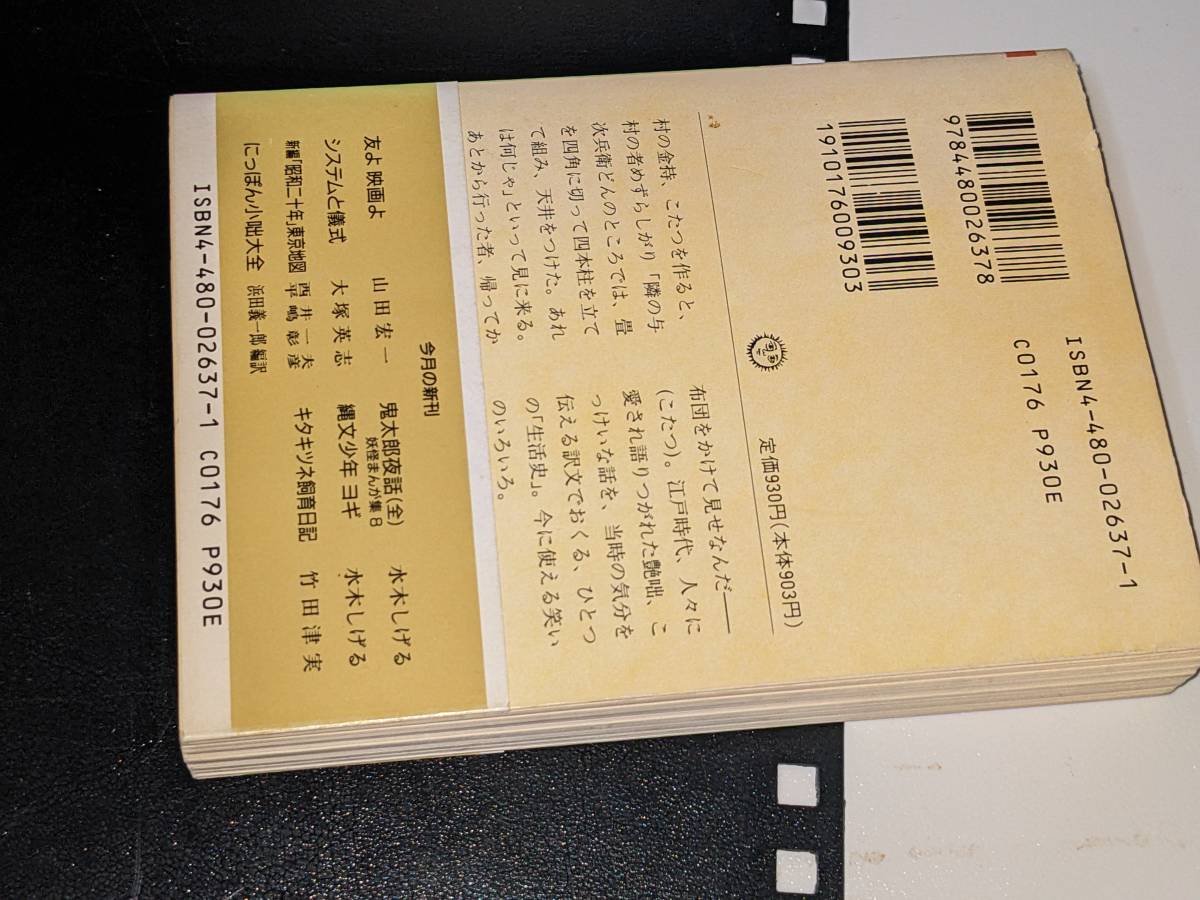 9784480026378
1910176009303
ISBN4-480-02637-1
C0176 P930E
定価930円(本体903円)
村の金持、こたつを作ると、
村の者めずらしがり「隣の与
次兵衛どんのところでは、畳
を四角に切って四本柱を立て
て組み、天井をつけた。あれ
は何じゃ」といって見に来る。
あとから行った者、帰ってか
布団をかけて見せなんだ――
(こたつ)。江戸時代、人々に
愛され語りつがれた艶咄、こ
っけいな話を、当時の気分を
伝える訳文でおくる、ひとつ
の「生活史」。今に使える笑い
のいろいろ。
今月の新刊
鬼太郎夜話(全) 水木しげる
妖怪まんが集8
縄文少年ヨギ 水木しげる
キタキツネ飼育日記 竹田津実
友よ映画よ 山田宏一
システムと儀式 大塚英志
新編「昭和二十年」東京地図 西井一夫
平嶋彰彦
にっぽん小咄大全 浜田義一郎 編訳
ISBN4-480-02637-1 C0176 P930E